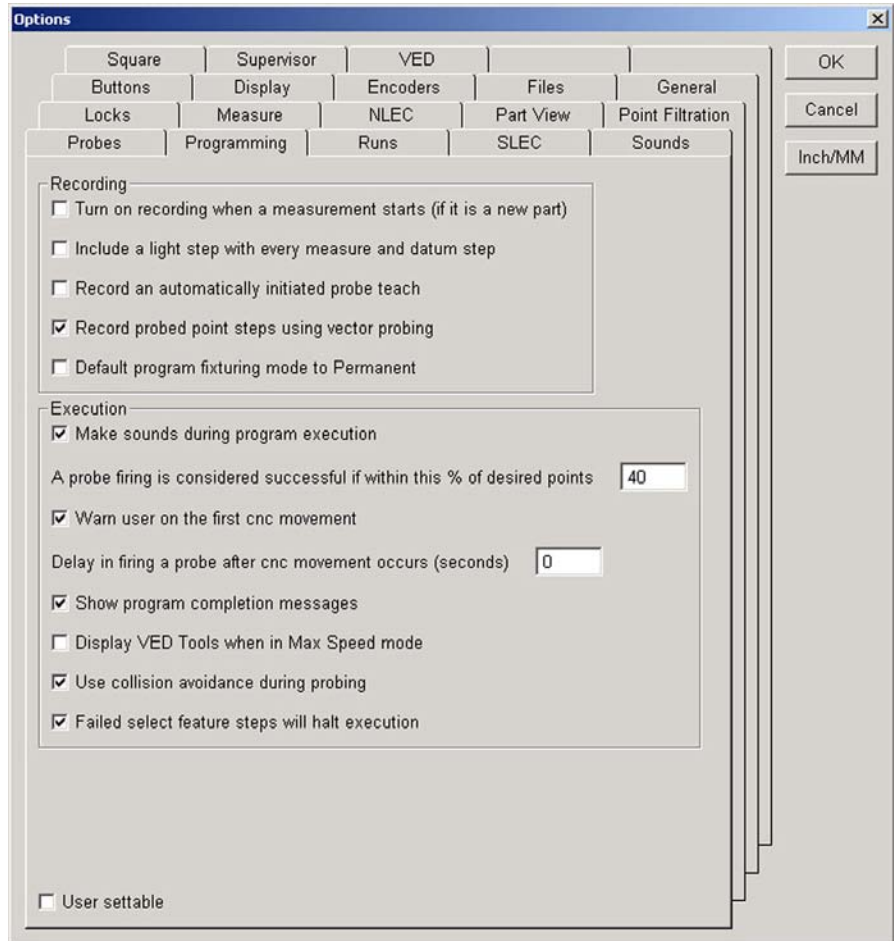 Options
Square Supervisor VED
Buttons Display Encoders Files General
Locks Measure NLEC Part View Point Filtration
Probes Programming Runs SLEC Sounds
OK
Cancel
Inch/MM
Recording
Turn on recording when a measurement starts (if it is a new part)
Include a light step with every measure and datum step
Record an automatically initiated probe teach
Record probed point steps using vector probing
Default program fixturing mode to Permanent
Execution
Make sounds during program execution
A probe firing is considered successful if within this % of desired points 40
Warn user on the first cnc movement
Delay in firing a probe after cnc movement occurs (seconds) 0
Show program completion messages
Display VED Tools when in Max Speed mode
Use collision avoidance during probing
Failed select feature steps will halt execution
User settable